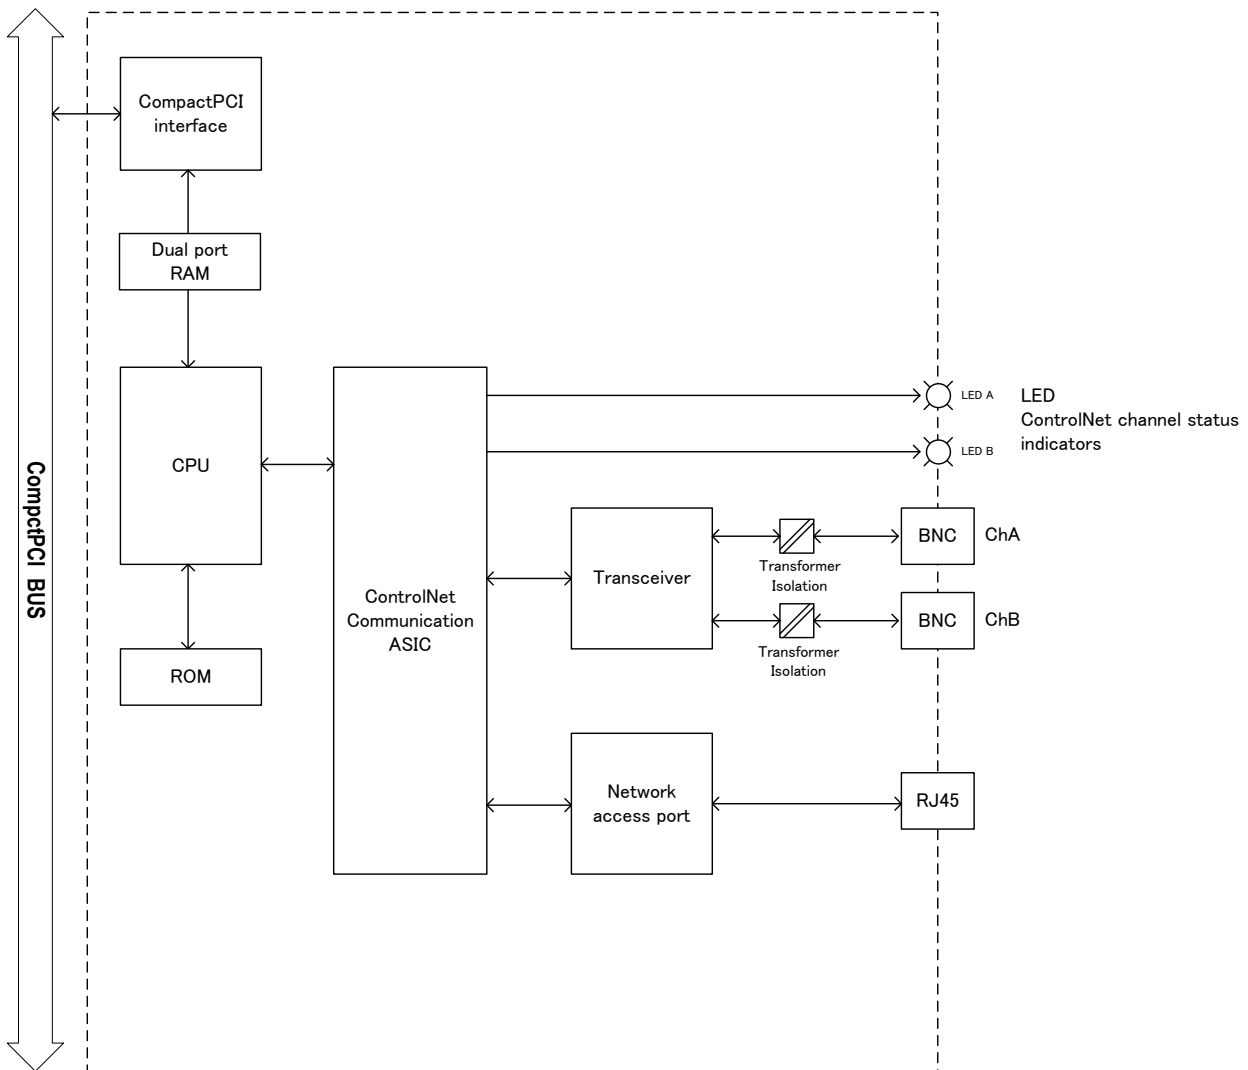 CompactPCI
interface
Dual port
RAM
CPU
ROM
CompctPCI BUS
ControlNet
Communication
ASIC
LED A
LED B
LED
ControlNet channel status
indicators
Transceiver
Transformer
Isolation
BNC
ChA
Transformer
Isolation
BNC
ChB
Network
access port
RJ45